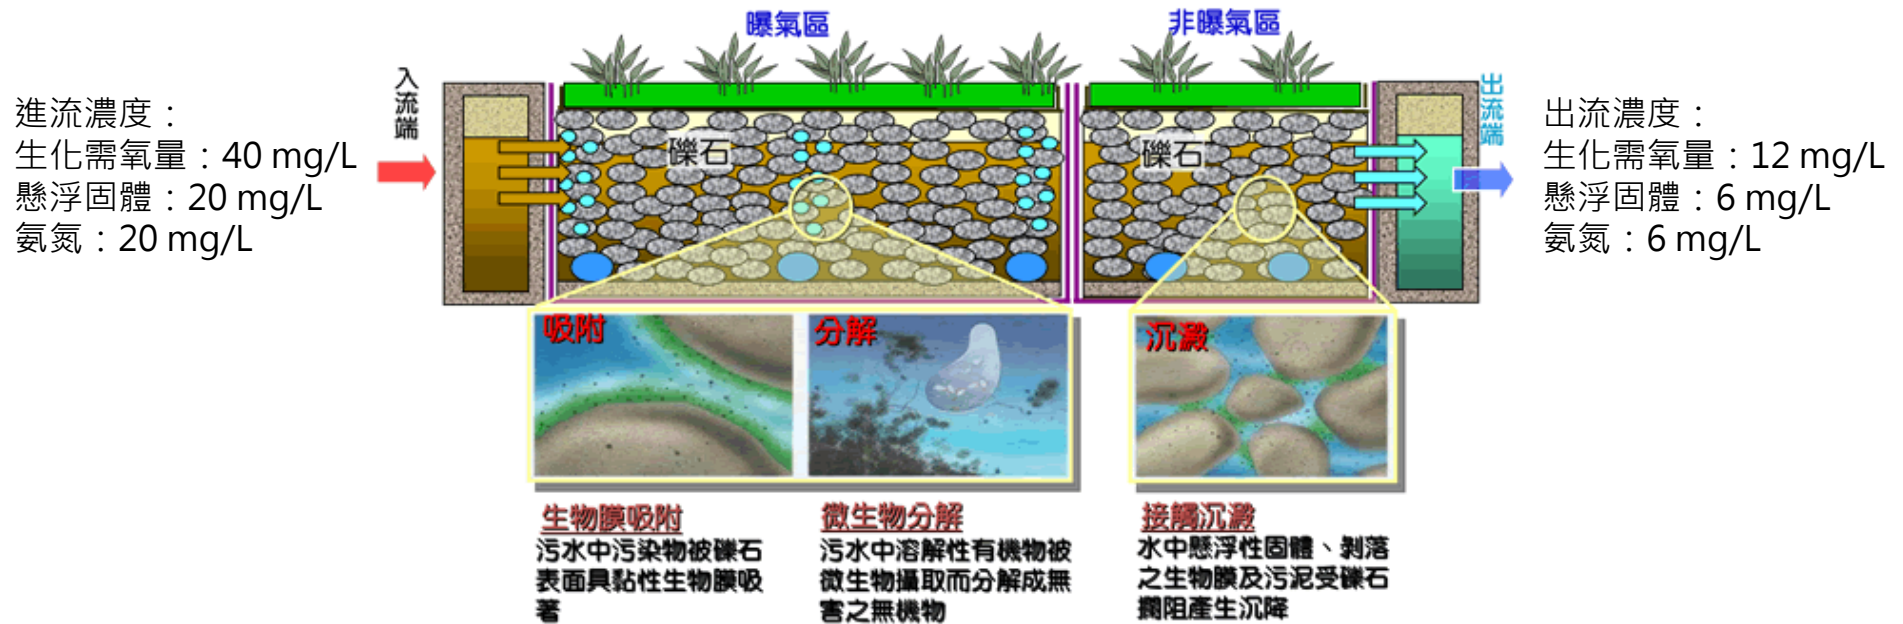 曝氣區
非曝氣區
入流端
進流濃度：
生化需氧量：40 mg/L
懸浮固體：20 mg/L
氨氮：20 mg/L
礫石
礫石
出流端
出流濃度：
生化需氧量：12 mg/L
懸浮固體：6 mg/L
氨氮：6 mg/L
吸附
分解
沉澱
生物膜吸附
污水中污染物被礫石
表面具黏性生物膜吸
著
微生物分解
污水中溶解性有機物被
微生物攝取而分解成無
害之無機物
接觸沉澱
水中懸浮性固體、剝落
之生物膜及污泥受礫石
攔阻產生沉降